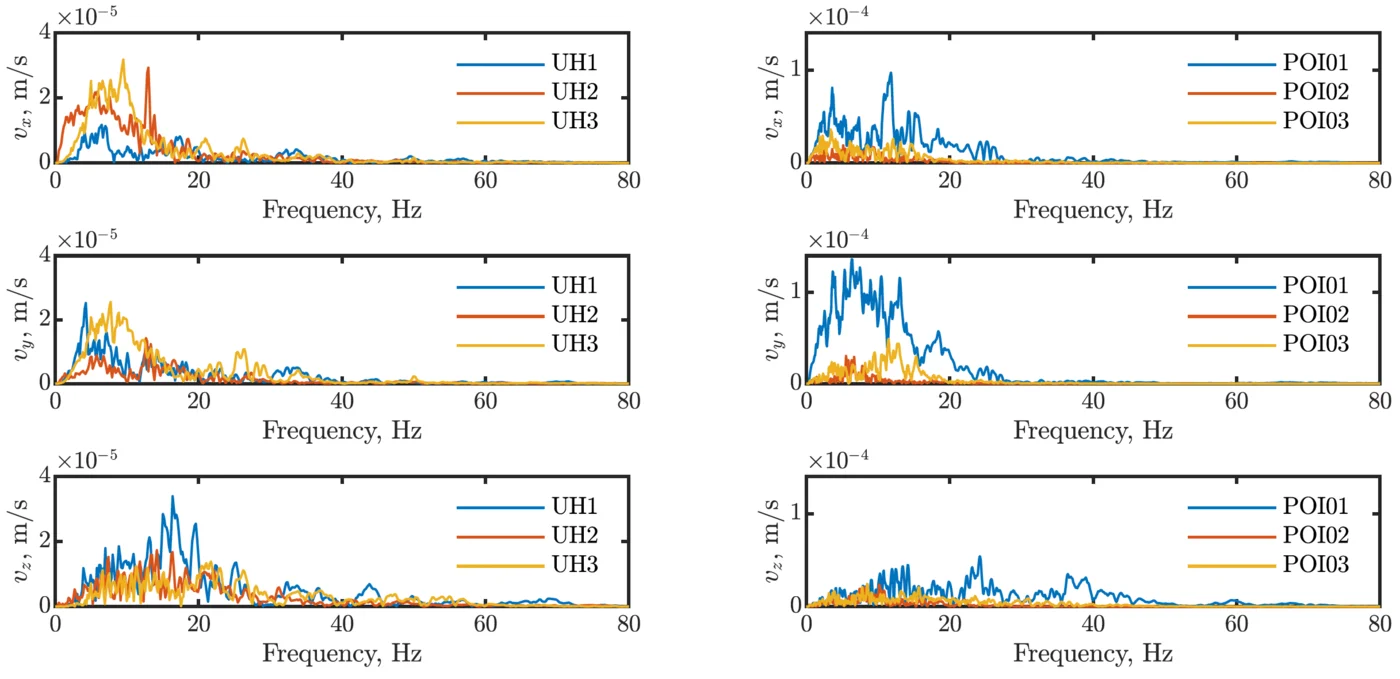 ×10⁻⁵
4
2
0
vₓ, m/s
UH1
UH2
UH3
0 20 40 60 80
Frequency, Hz
×10⁻⁴
1
0
vₓ, m/s
POI01
POI02
POI03
0 20 40 60 80
Frequency, Hz
×10⁻⁵
4
2
0
v_y, m/s
UH1
UH2
UH3
0 20 40 60 80
Frequency, Hz
×10⁻⁴
1
0
v_y, m/s
POI01
POI02
POI03
0 20 40 60 80
Frequency, Hz
×10⁻⁵
4
2
0
v_z, m/s
UH1
UH2
UH3
0 20 40 60 80
Frequency, Hz
×10⁻⁴
1
0
v_z, m/s
POI01
POI02
POI03
0 20 40 60 80
Frequency, Hz